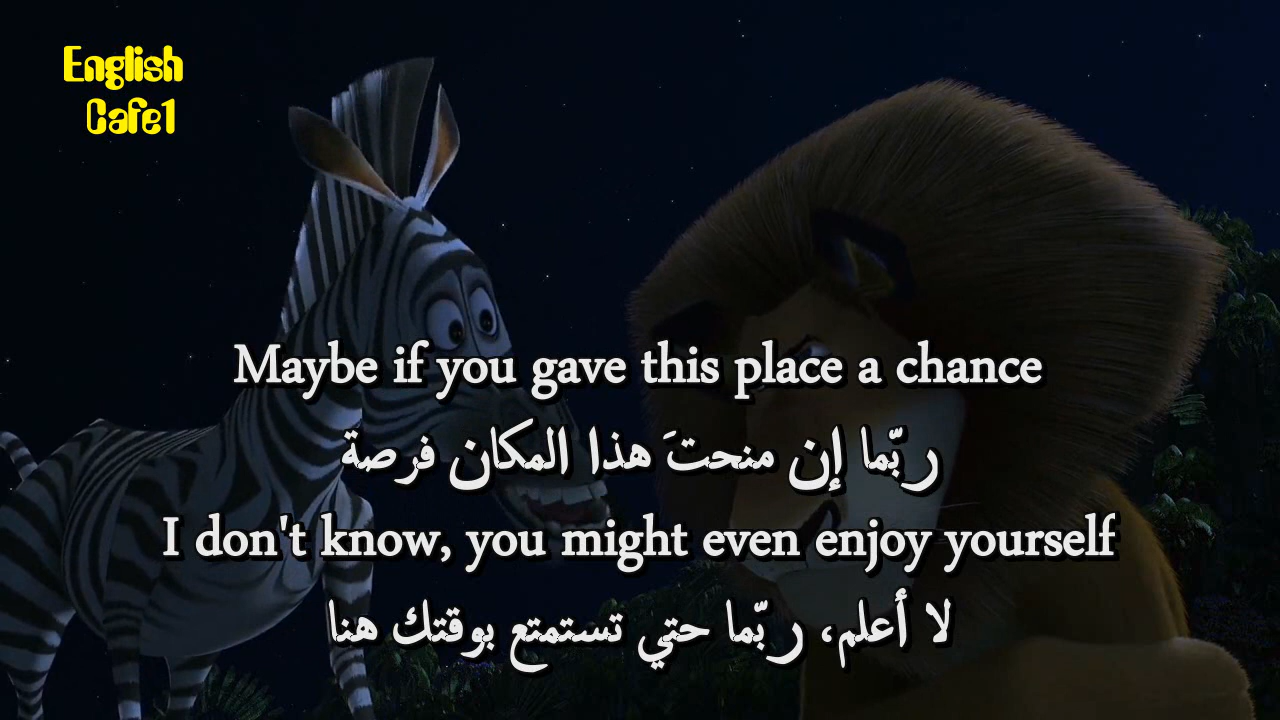 English
Cafe1
Maybe if you gave this place a chance
ربّما إن منحتَ هذا المكان فرصة
I don't know, you might even enjoy yourself
لا أعلم، ربّما حتي تستمتع بوقتك هنا